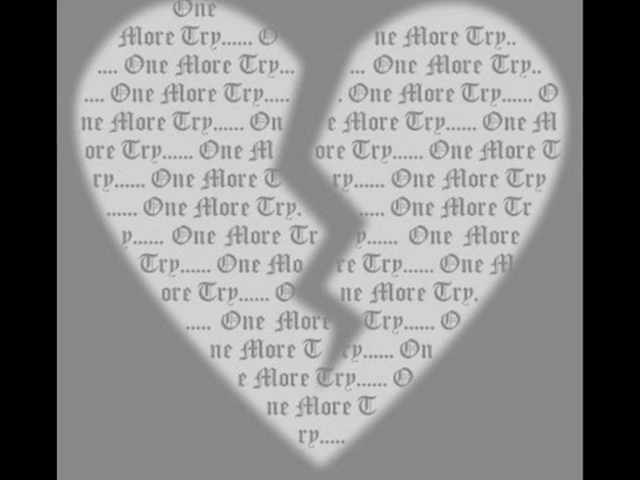 One
More Try...... O ne More Try..
.... One More Try... ... One More Try..
.... One More Try..... . One More Try...... O
ne More Try...... On e More Try...... One M
ore Try...... One M ore Try...... One More T
ry...... One More T ry...... One More Try
...... One More Try. ..... One More Tr
y...... One More Tr y...... One More
Try...... One Mo re Try...... One M
ore Try...... O ne More Try.
..... One More Try...... O
ne More T ry...... On
e More Try...... O
ne More T
ry.....